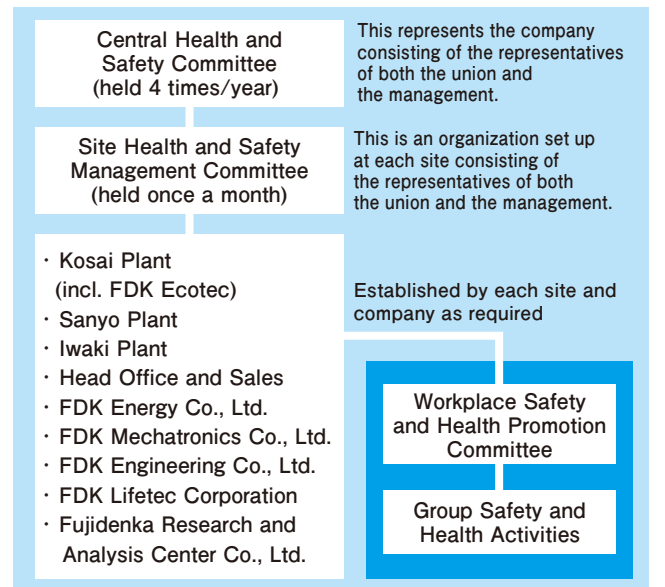 Central Health and
Safety Committee
(held 4 times/year)
This represents the company
consisting of the representatives
of both the union and
the management.
Site Health and Safety
Management Committee
(held once a month)
This is an organization set up
at each site consisting of
the representatives of both
the union and the management.
· Kosai Plant
(incl. FDK Ecotec)
· Sanyo Plant
· Iwaki Plant
· Head Office and Sales
· FDK Energy Co., Ltd.
· FDK Mechatronics Co., Ltd.
· FDK Engineering Co., Ltd.
· FDK Lifetec Corporation
· Fujidenka Research and
Analysis Center Co., Ltd.
Established by each site and
company as required
Workplace Safety
and Health Promotion
Committee
Group Safety and
Health Activities